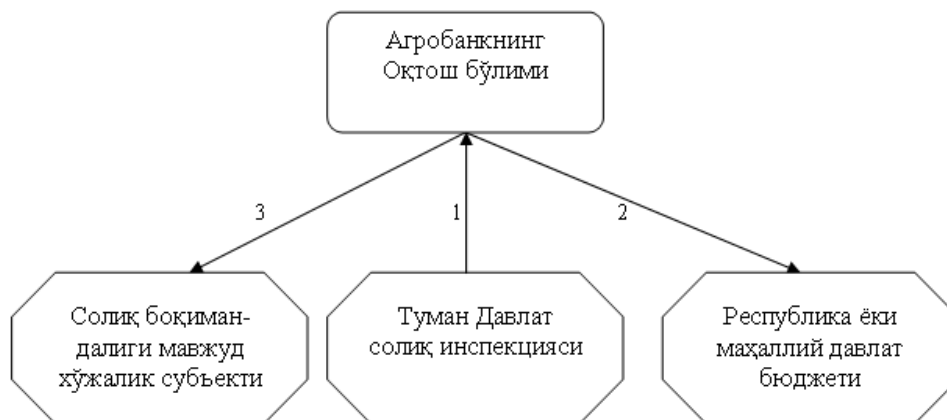 Агробанкнинг
Оқтош бўлими
3
1
2
Солиқ боқиман-
далиги мавжуд
хўжалик субъекти
Туман Давлат
солиқ инспекцияси
Республика ёки
маҳаллий давлат
бюджети